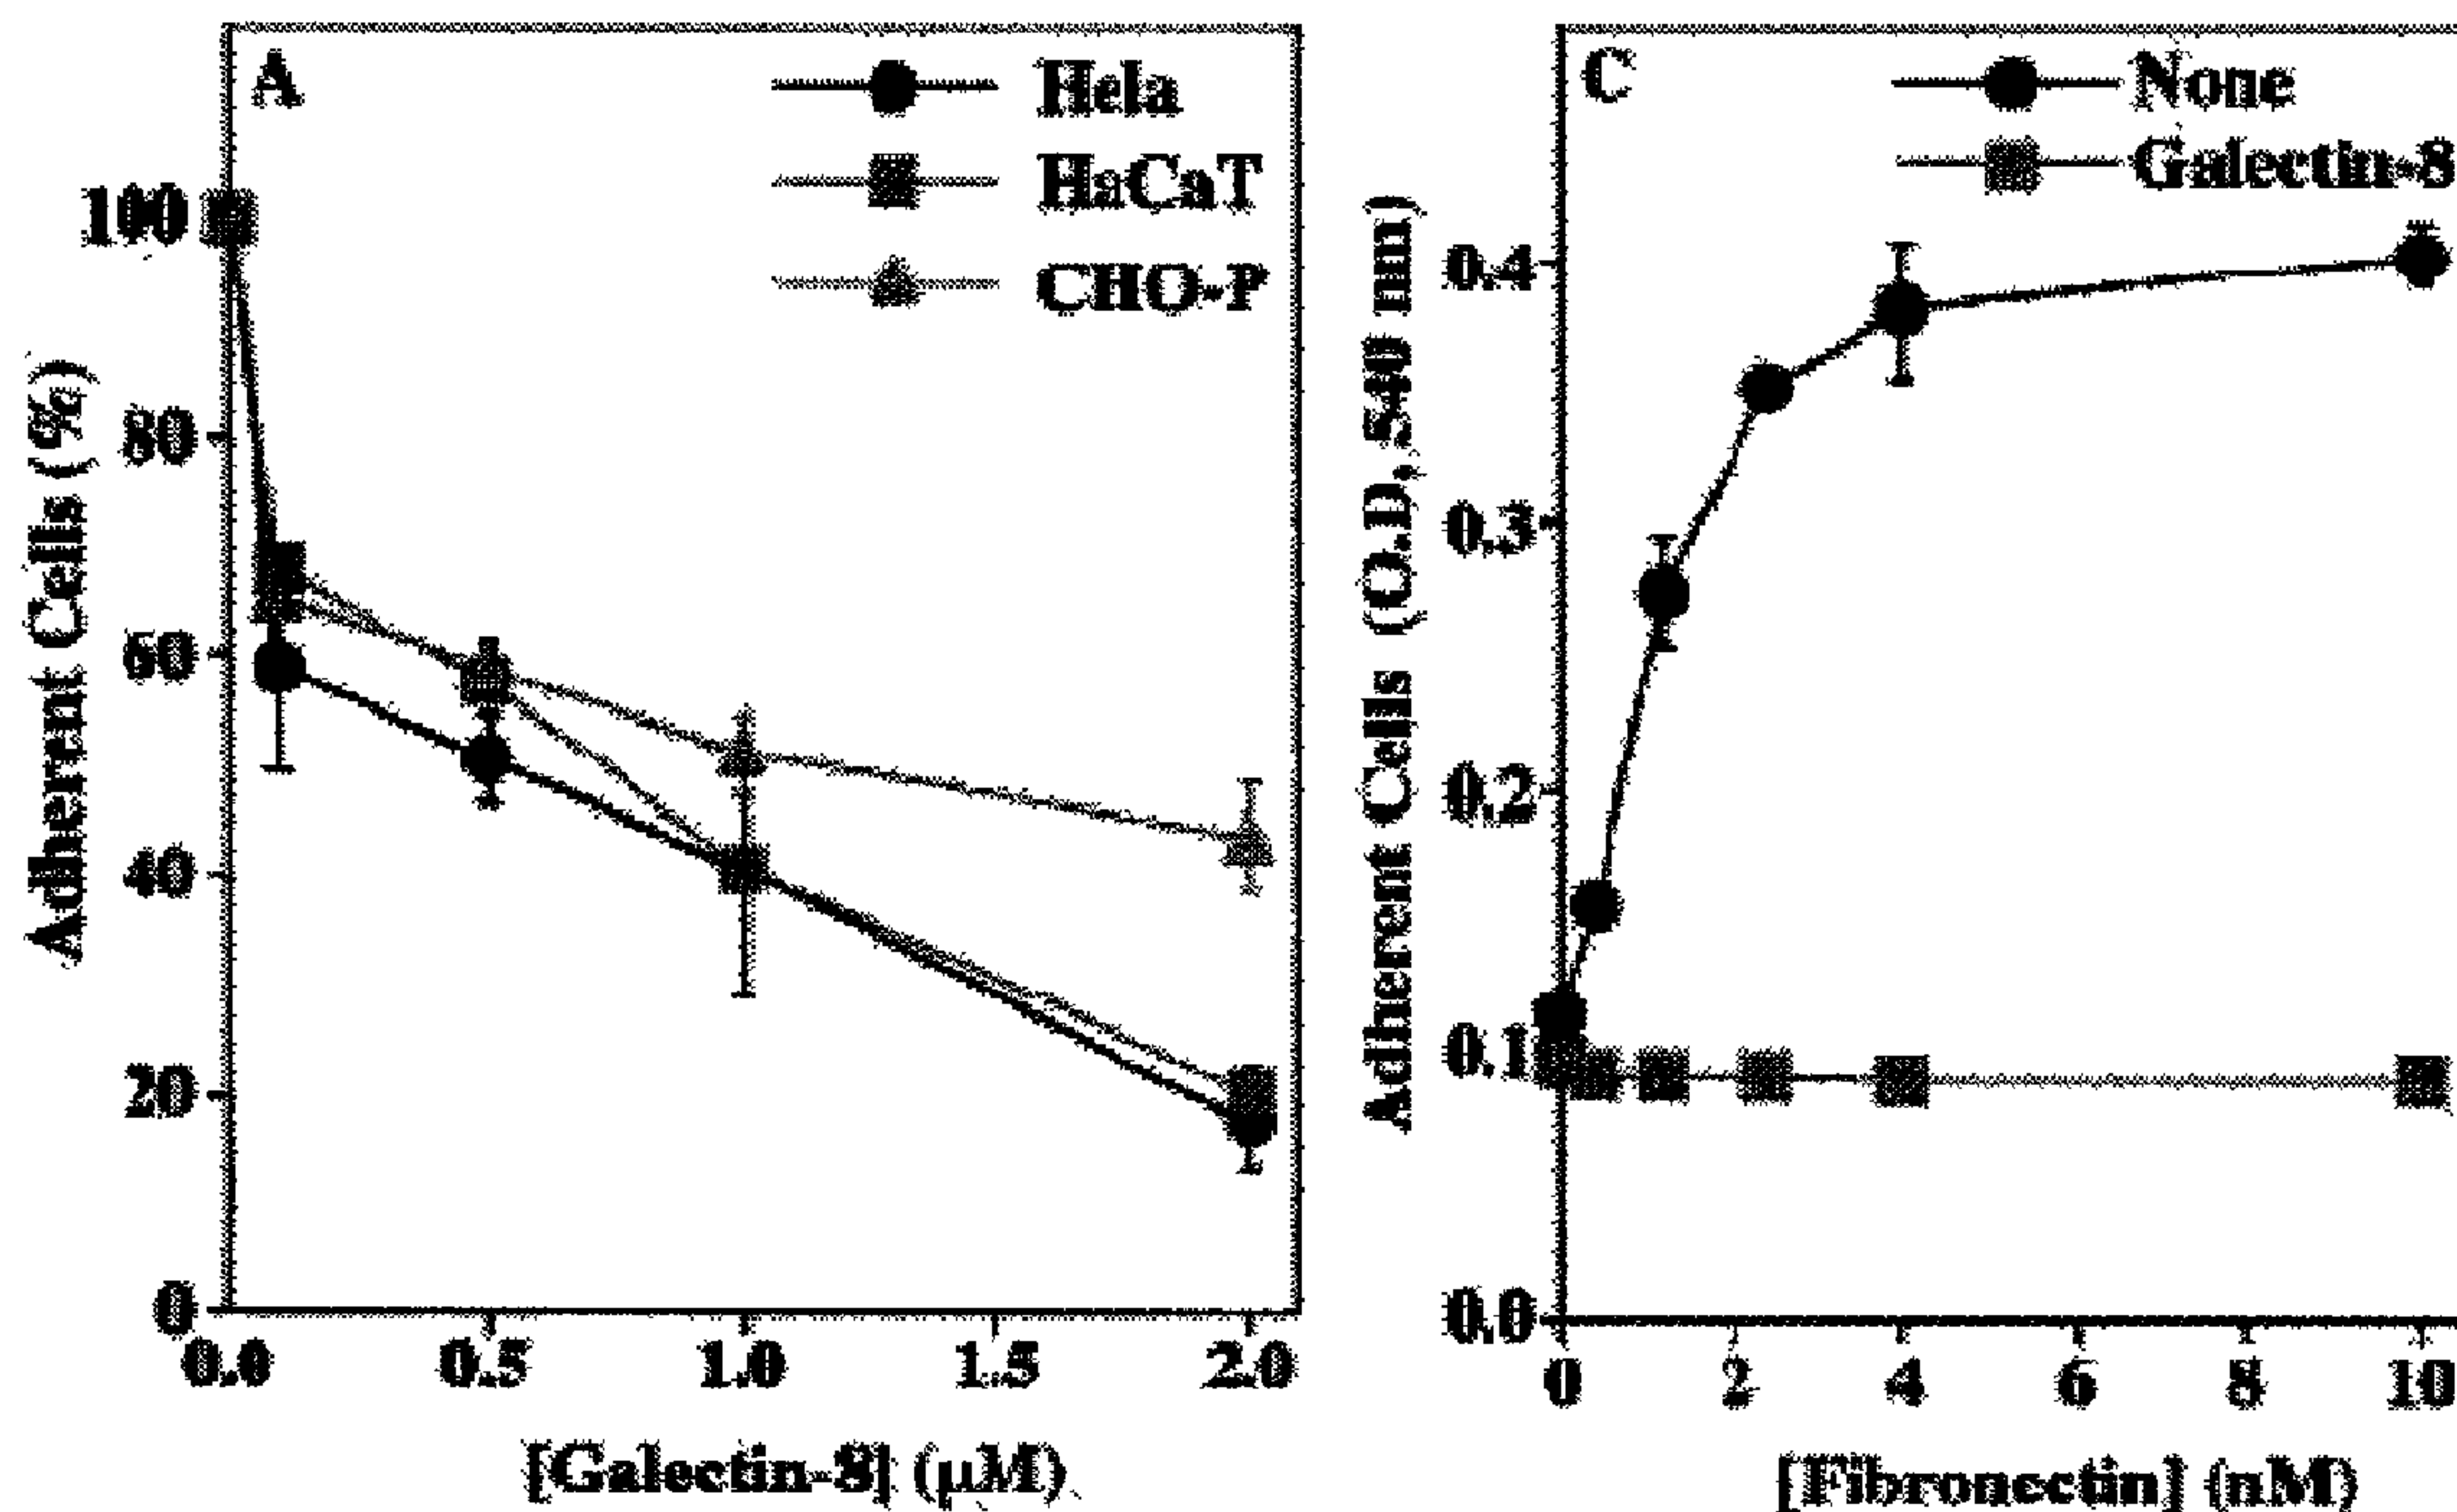 A
Hela
HaCaT
CHO-P
100
80
60
40
20
0
Adherent Cells (%)
0.0 0.5 1.0 1.5 2.0
[Galectin-8] (μM)
C
None
Galectin-8
0.4
0.3
0.2
0.1
0.0
Adherent Cells (O.D, 540 nm)
0 2 4 6 8 10
[Fibronectin] (nM)